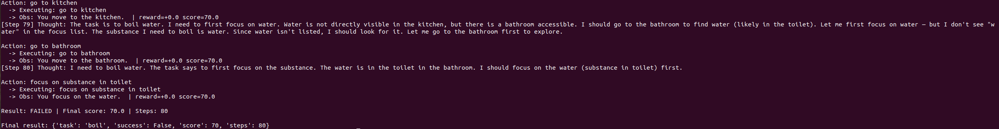 Action: go to kitchen
  -> Executing: go to kitchen
  -> Obs: You move to the kitchen.  | reward=+0.0 score=70.0
[Step 79] Thought: The task is to boil water. I need to first focus on water. Water is not directly visible in the kitchen, but there is a bathroom accessible. I should go to the bathroom to find water (likely in the toilet). Let me first focus on water — but I don't see "w
ater" in the focus list. The substance I need to boil is water. Since water isn't listed, I should look for it. Let me go to the bathroom first to explore.

Action: go to bathroom
  -> Executing: go to bathroom
  -> Obs: You move to the bathroom.  | reward=+0.0 score=70.0
[Step 80] Thought: I need to boil water. The task says to first focus on the substance. The water is in the toilet in the bathroom. I should focus on the water (substance in toilet) first.

Action: focus on substance in toilet
  -> Executing: focus on substance in toilet
  -> Obs: You focus on the water.  | reward=+0.0 score=70.0

Result: FAILED | Final score: 70.0 | Steps: 80

Final result: {'task': 'boil', 'success': False, 'score': 70, 'steps': 80}